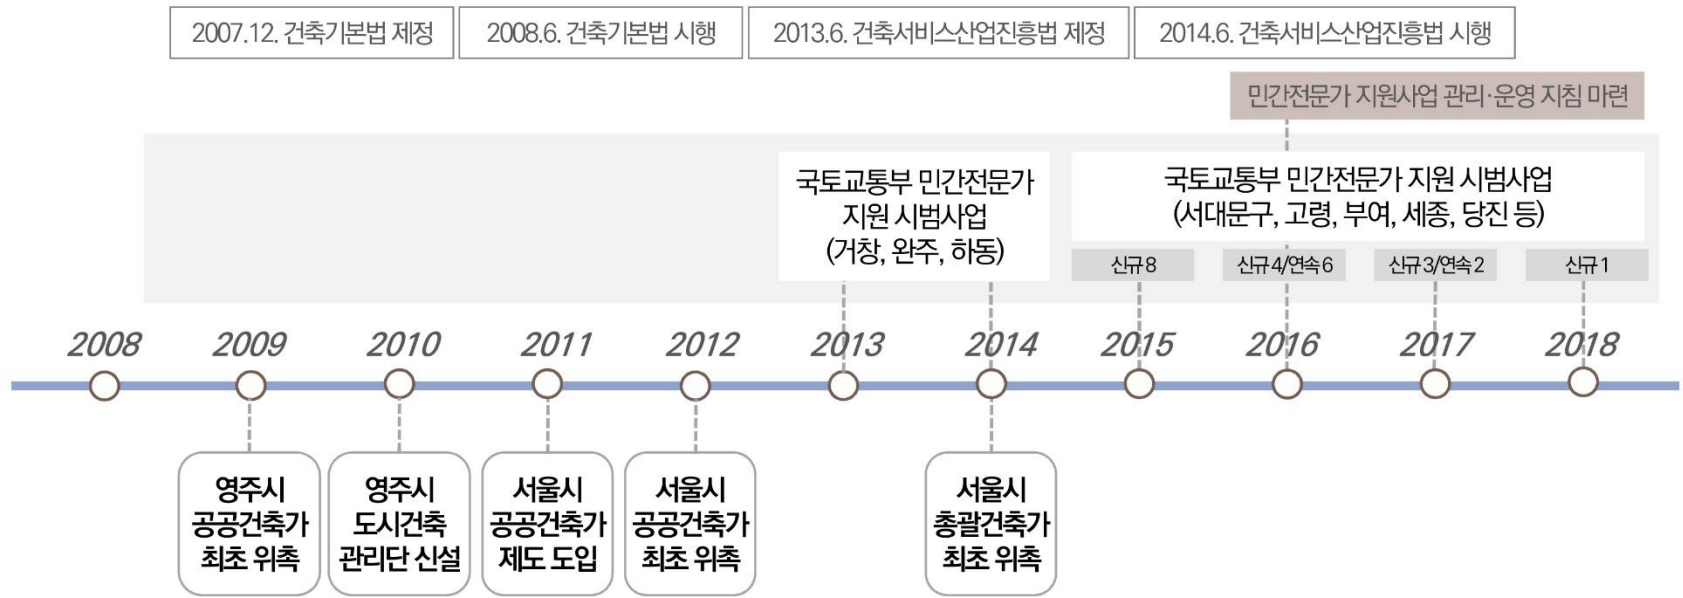 2007.12. 건축기본법 제정
2008.6. 건축기본법 시행
2013.6. 건축서비스산업진흥법 제정
2014.6. 건축서비스산업진흥법 시행
민간전문가 지원사업 관리·운영 지침 마련
국토교통부 민간전문가
지원 시범사업
(거창, 완주, 하동)
국토교통부 민간전문가 지원 시범사업
(서대문구, 고령, 부여, 세종, 당진 등)
신규 8
신규 4/연속 6
신규 3/연속 2
신규 1
2008
2009
2010
2011
2012
2013
2014
2015
2016
2017
2018
영주시
공공건축가
최초 위촉
영주시
도시건축
관리단 신설
서울시
공공건축가
제도 도입
서울시
공공건축가
최초 위촉
서울시
총괄건축가
최초 위촉